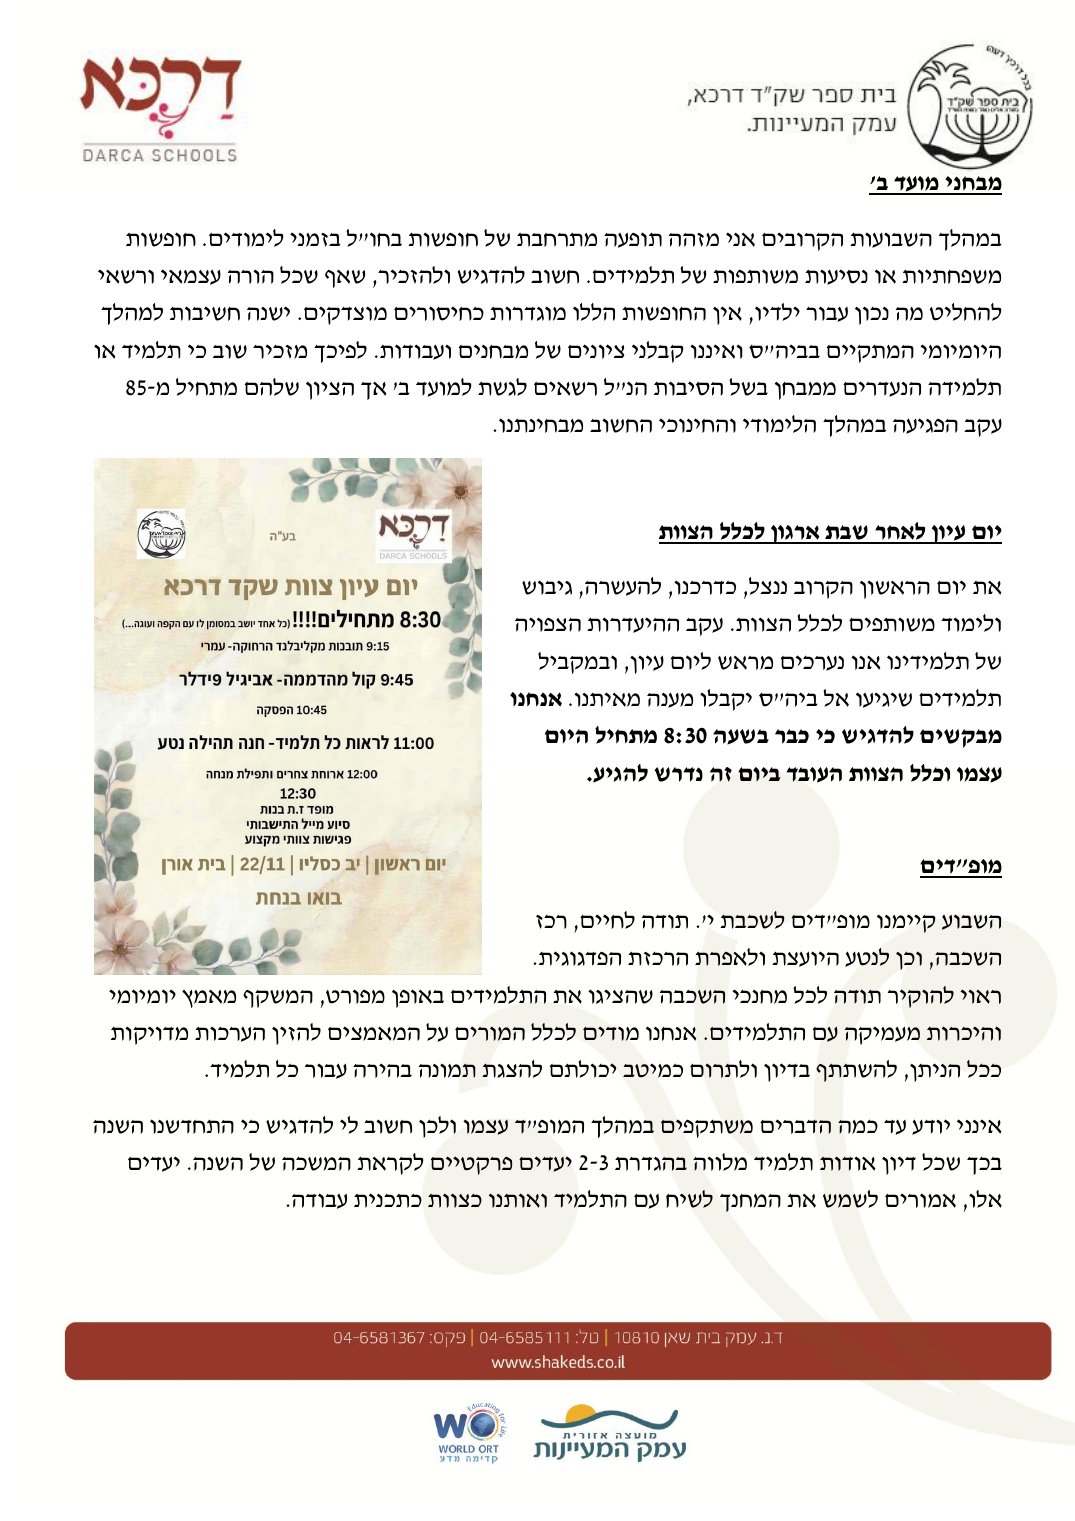 דרכא
DARCA SCHOOLS
בית ספר שק"ד דרכא,
עמק המעיינות.
בית ספר שק"ד
מבחני מועד ב'
במהלך השבועות הקרובים אני מזהה תופעה מתרחבת של חופשות בחו"ל בזמני לימודים. חופשות
משפחתיות או נסיעות משותפות של תלמידים. חשוב להדגיש ולהזכיר, שאף שכל הורה עצמאי ורשאי
להחליט מה נכון עבור ילדיו, אין החופשות הללו מוגדרות כחיסורים מוצדקים. ישנה חשיבות למהלך
היומיומי המתקיים בביה"ס ואיננו קבלני ציונים של מבחנים ועבודות. לפיכך מזכיר שוב כי תלמיד או
תלמידה הנעדרים ממבחן בשל הסיבות הנ"ל רשאים לגשת למועד ב' אך הציון שלהם מתחיל מ-85
עקב הפגיעה במהלך הלימודי והחינוכי החשוב מבחינתנו.
יום עיון לאחר שבת ארגון לכלל הצוות
את יום הראשון הקרוב ננצל, כדרכנו, להעשרה, גיבוש
ולימוד משותפים לכלל הצוות. עקב ההיעדרות הצפויה
של תלמידינו אנו נערכים מראש ליום עיון, ובמקביל
תלמידים שיגיעו אל ביה"ס יקבלו מענה מאיתנו. אנחנו
מבקשים להדגיש כי כבר בשעה 8:30 מתחיל היום
עצמו וכלל הצוות העובד ביום זה נדרש להגיע.
דרכא
DARCA SCHOOLS
בע"ה
יום עיון צוות שקד דרכא
8:30 מתחילים!!!! (כל אחד יושב במסומן לו עם הקפה ועוגה...)
9:15 תובנות מקליבלנד הרחוקה- עמרי
9:45 קול מהדממה- אביגיל 9ידלר
10:45 הפסקה
11:00 לראות כל תלמיד- חנה תהילה נטע
12:00 ארוחת צחרים ותפילת מנחה
12:30
מופד ז.ת בנות
סיוע מייל התישבותי
פגישות צוותי מקצוע
יום ראשון | יב כסליו | 22/11 | בית אורן
בואו בנחת
מופ"דים
השבוע קיימנו מופ"דים לשכבת י'. תודה לחיים, רכז
השכבה, וכן לנטע היועצת ולאפרת הרכזת הפדגוגית.
ראוי להוקיר תודה לכל מחנכי השכבה שהציגו את התלמידים באופן מפורט, המשקף מאמץ יומיומי
והיכרות מעמיקה עם התלמידים. אנחנו מודים לכלל המורים על המאמצים להזין הערכות מדויקות
ככל הניתן, להשתתף בדיון ולתרום כמיטב יכולתם להצגת תמונה בהירה עבור כל תלמיד.
אינני יודע עד כמה הדברים משתקפים במהלך המופ"ד עצמו ולכן חשוב לי להדגיש כי התחדשנו השנה
בכך שכל דיון אודות תלמיד מלווה בהגדרת 2-3 יעדים פרקטיים לקראת המשכה של השנה. יעדים
אלו, אמורים לשמש את המחנך לשיח עם התלמיד ואותנו כצוות כתכנית עבודה.
ד.נ. עמק בית שאן 10810 | טל: 04-6585111 | פקס: 04-6581367
www.shakeds.co.il
Educating for Life
WO
WORLD ORT
קדימה מדע
מועצה אזורית
עמק המעיינות